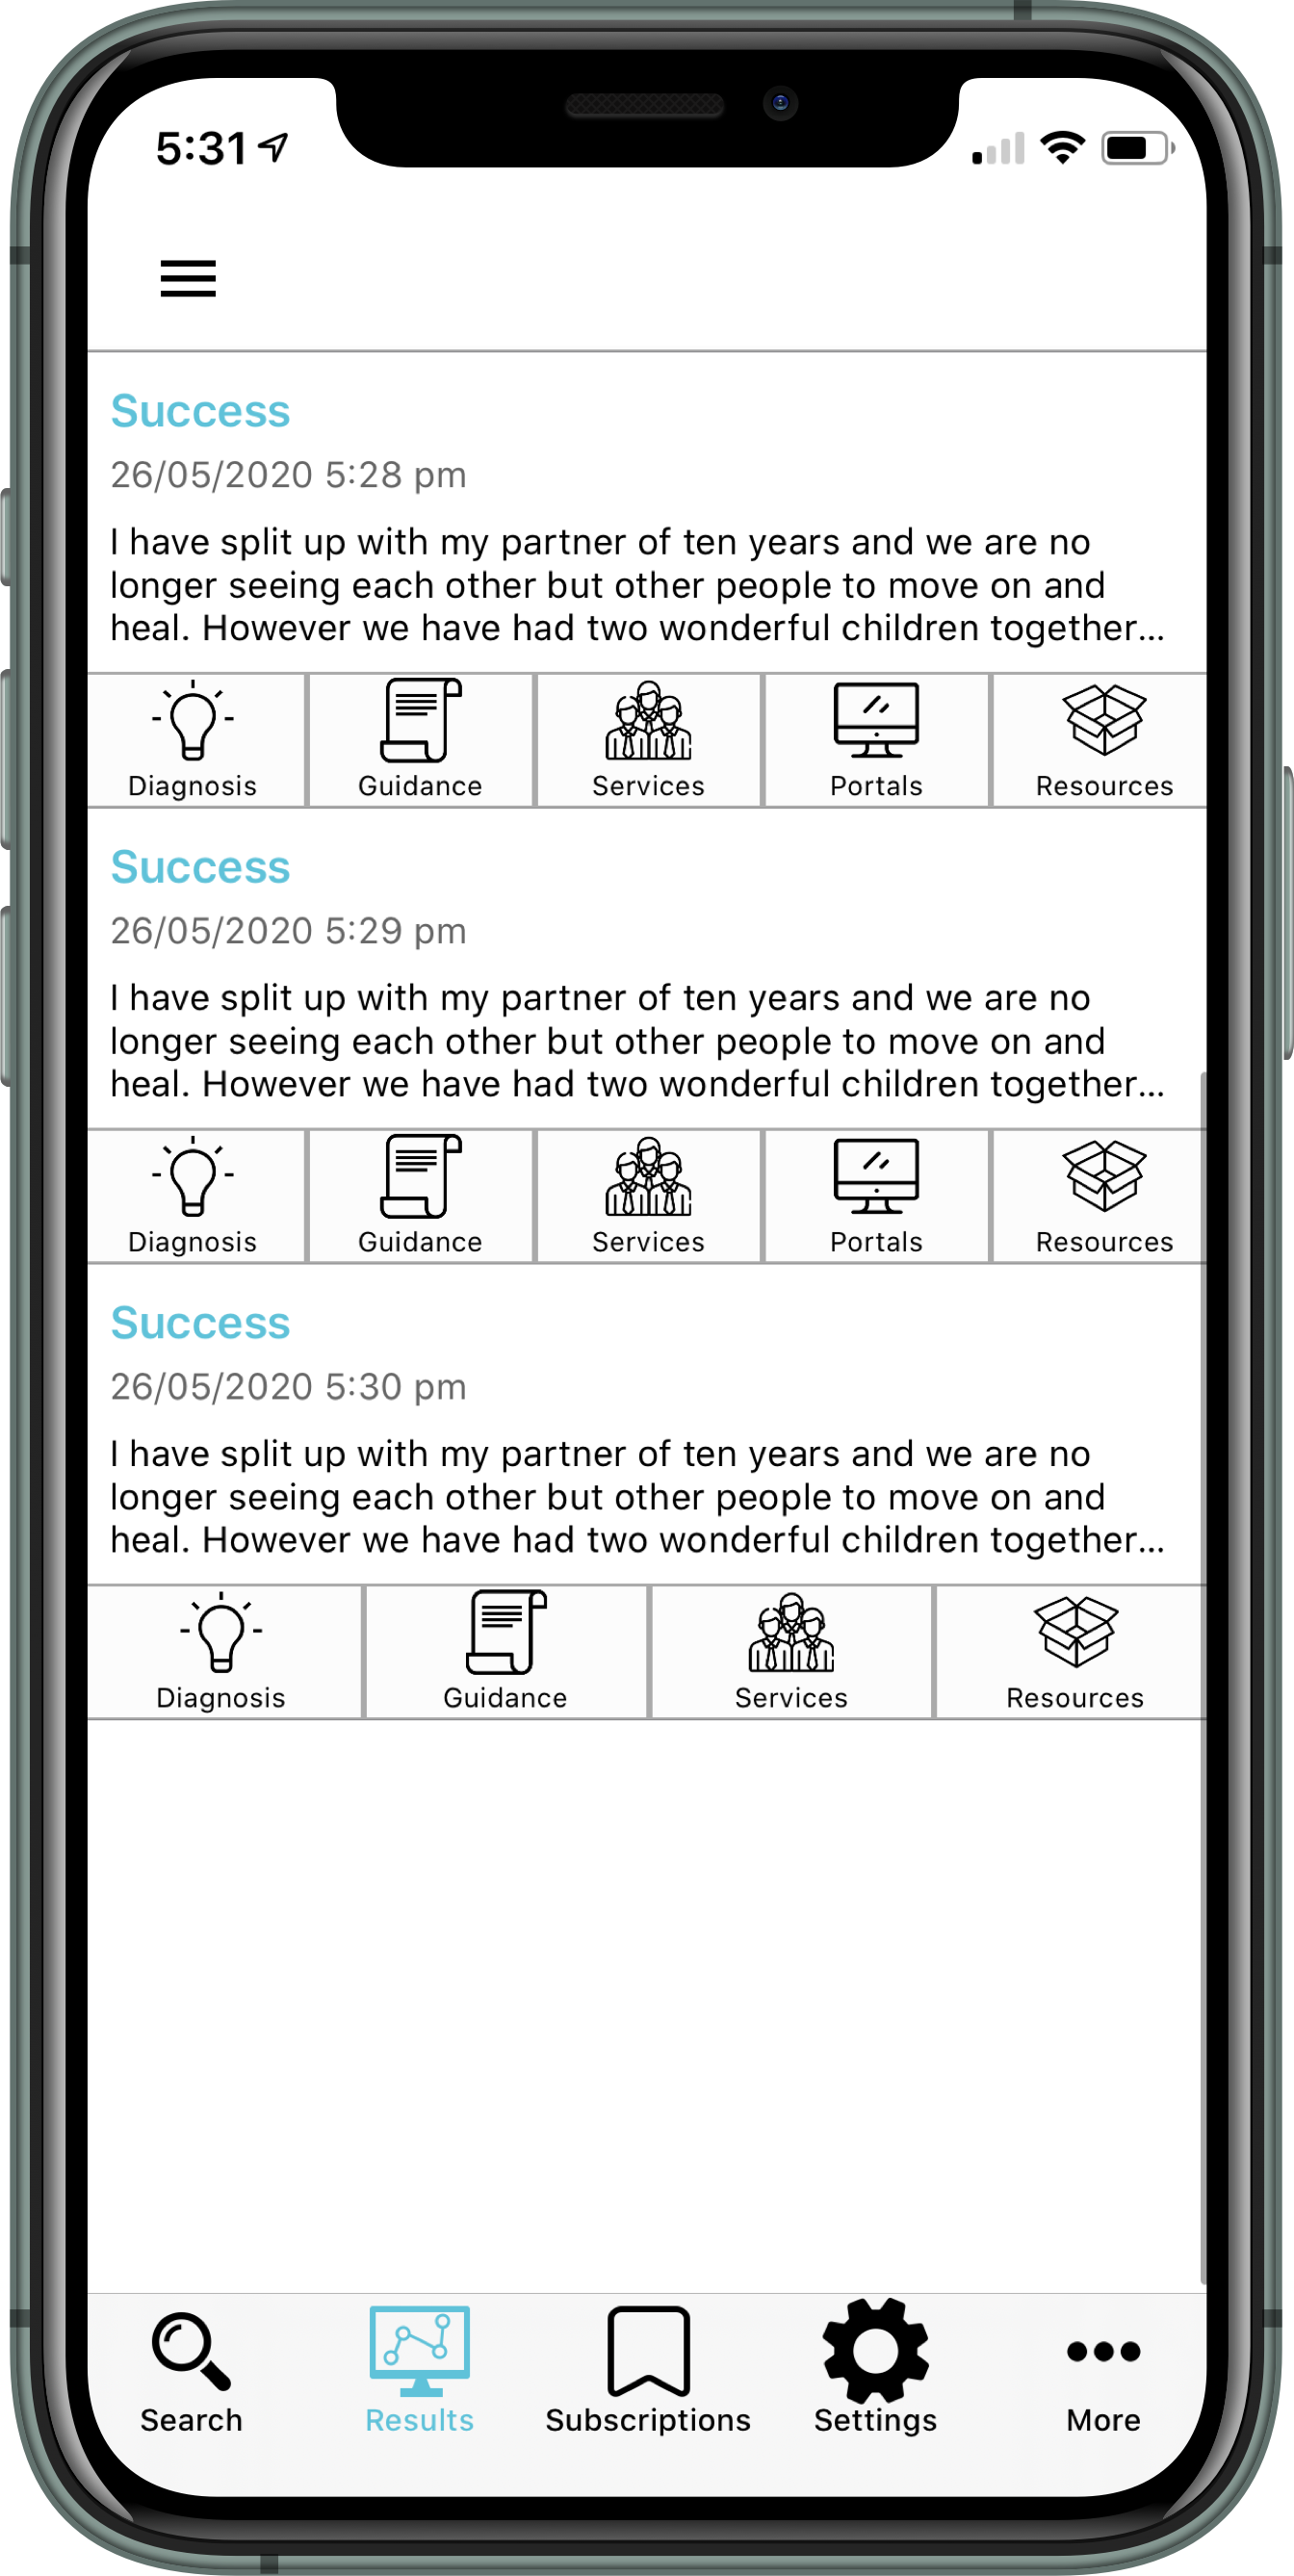 5:31
Success
26/05/2020 5:28 pm
I have split up with my partner of ten years and we are no
longer seeing each other but other people to move on and
heal. However we have had two wonderful children together...
Diagnosis Guidance Services Portals Resources
Success
26/05/2020 5:29 pm
I have split up with my partner of ten years and we are no
longer seeing each other but other people to move on and
heal. However we have had two wonderful children together...
Diagnosis Guidance Services Portals Resources
Success
26/05/2020 5:30 pm
I have split up with my partner of ten years and we are no
longer seeing each other but other people to move on and
heal. However we have had two wonderful children together...
Diagnosis Guidance Services Resources
Search Results Subscriptions Settings More